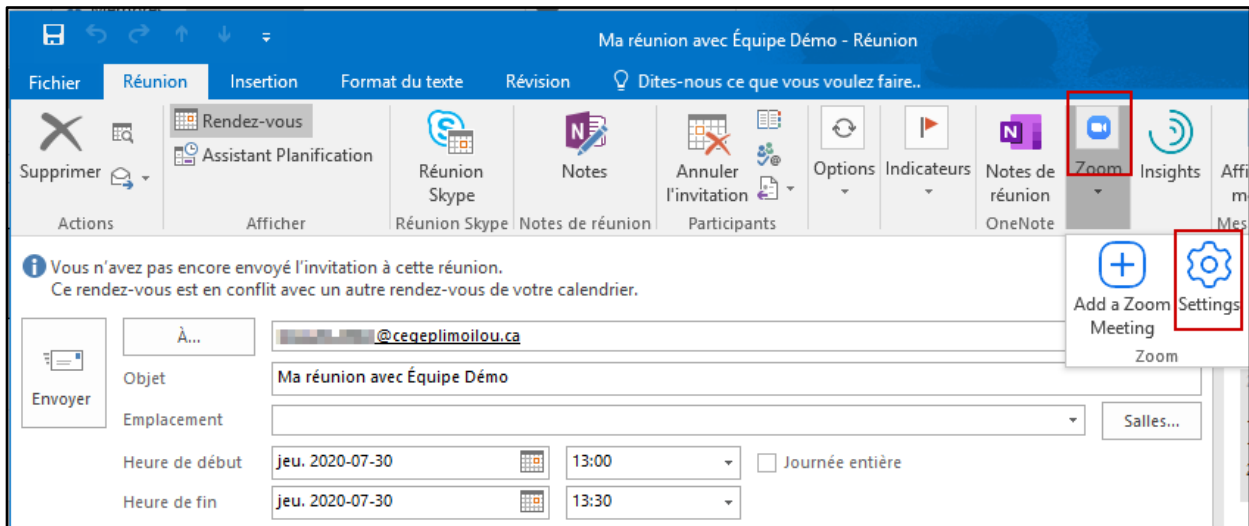 Ma réunion avec Équipe Démo - Réunion
Fichier Réunion Insertion Format du texte Révision Dites-nous ce que vous voulez faire..
Supprimer
Rendez-vous
Assistant Planification
Réunion Skype
Notes
Annuler l'invitation
Options
Indicateurs
Notes de réunion
Zoom
Insights
Actions Afficher Réunion Skype Notes de réunion Participants OneNote
Vous n'avez pas encore envoyé l'invitation à cette réunion.
Ce rendez-vous est en conflit avec un autre rendez-vous de votre calendrier.
Add a Zoom Meeting
Settings
Zoom
Envoyer
À... @cegeplimoilou.ca
Objet Ma réunion avec Équipe Démo
Emplacement Salles...
Heure de début jeu. 2020-07-30 13:00 Journée entière
Heure de fin jeu. 2020-07-30 13:30